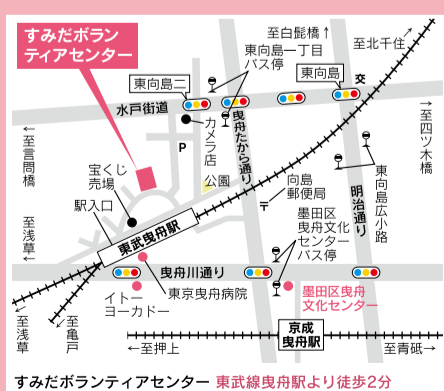 すみだボラン
ティアセンター
至白髭橋↑
至北千住→
東向島一丁目
バス停
東向島二
東向島
交
水戸街道
←至言問橋
カメラ店
P
曳舟たから通り
→至四ツ木橋
宝くじ
売場
公園
向島
郵便局
〒
明治通り
東向島広小路
駅入口
至浅草←
東武曳舟駅
墨田区
曳舟文化
センター
バス停
曳舟川通り
イトー
ヨーカドー
東京曳舟病院
墨田区曳舟
文化センター
←至浅草
←至亀戸
京成
曳舟駅
←至押上
→至青砥
すみだボランティアセンター 東武線曳舟駅より徒歩2分